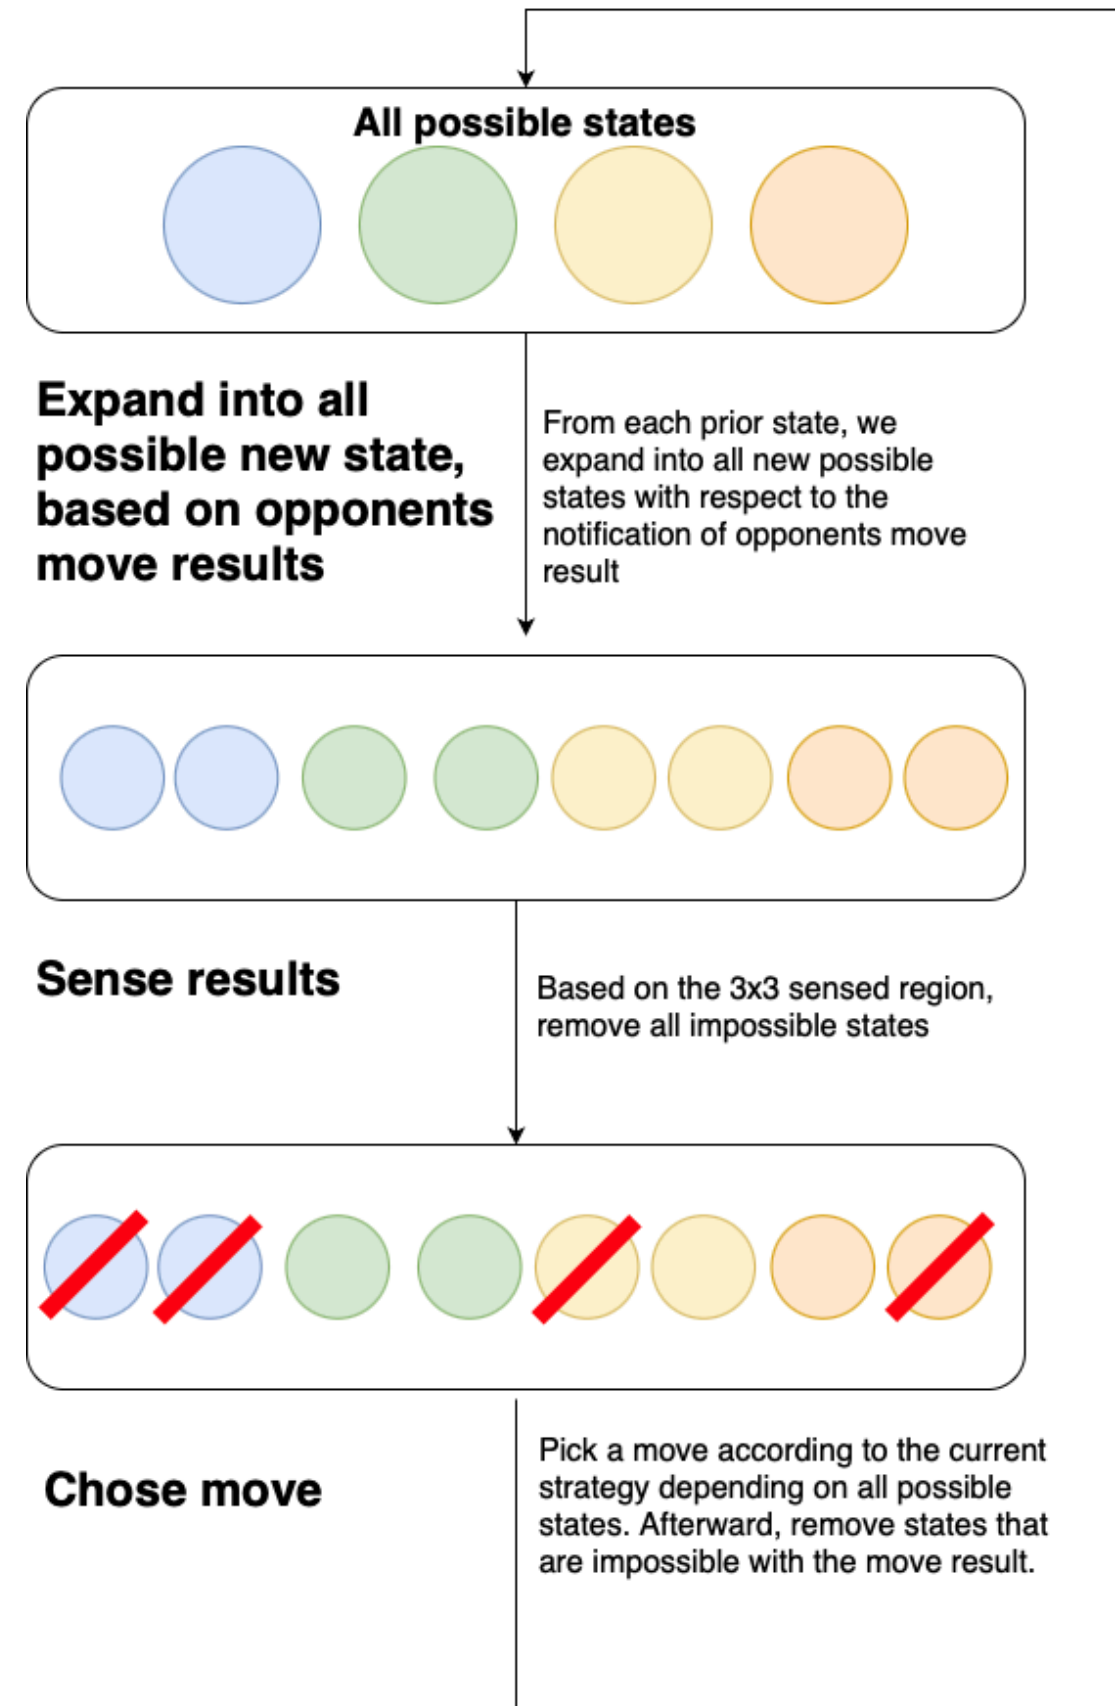 All possible states
Expand into all
possible new state,
based on opponents
move results
From each prior state, we
expand into all new possible
states with respect to the
notification of opponents move
result
Sense results
Based on the 3x3 sensed region,
remove all impossible states
Chose move
Pick a move according to the current
strategy depending on all possible
states. Afterward, remove states that
are impossible with the move result.